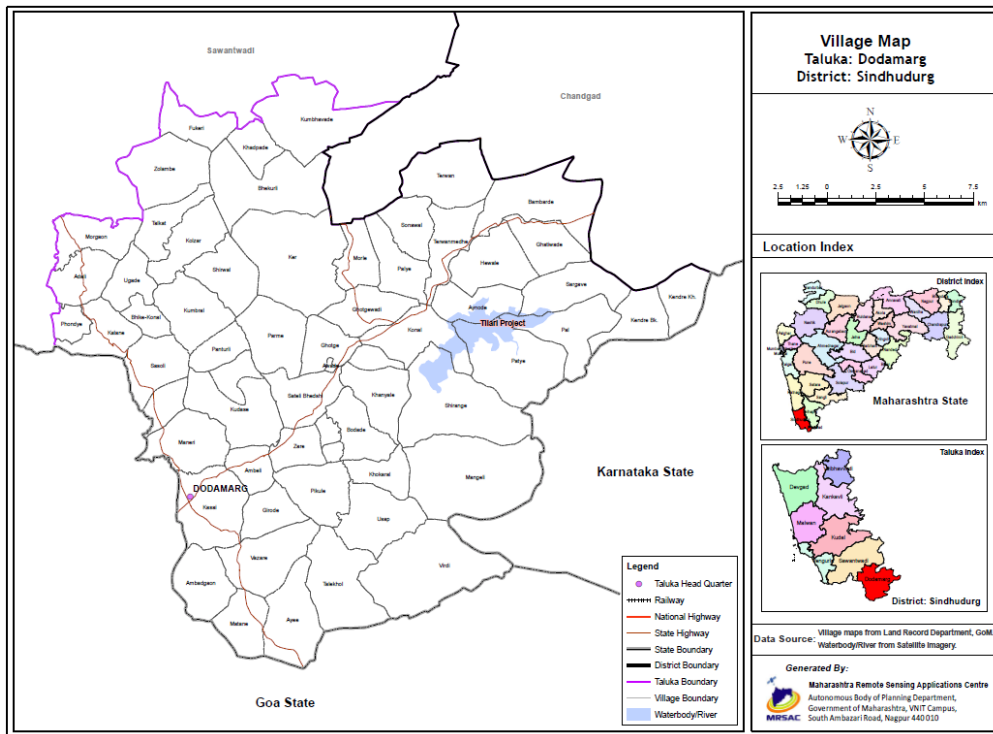 Village Map
Taluka: Dodamarg
District: Sindhudurg
N
W E
S
2.5 1.25 0 2.5 5 7.5
km
Location Index
District Index
Maharashtra State
Taluka Index
Devgad
Kankavli
Malwan
Kudal
Sawantwadi
Dodamarg
District: Sindhudurg
Data Source: Village maps from Land Record Department, GoM.
Waterbody/River from Satellite Imagery.
Generated By:
MRSAC
Maharashtra Remote Sensing Applications Centre
Autonomous Body of Planning Department,
Government of Maharashtra, VNIT Campus,
South Ambazari Road, Nagpur 440 010
Sawantwadi
Chandgad
Kumbhavade
Fukeri
Khadpade
Zolambe
Bhekurli
Terwan
Bambarde
Talkat
Sonawal
Morgaon
Kolzar
Terwanmedhe
Ghatiwade
Ker
Morle
Palye
Hewale
Adali
Ugade
Shirwal
Sargave
Kendre Kh.
Bhike-Konal
Kumbral
Ghotgewadi
Ainode
Kendre Bk.
Phondye
Kalane
Parma
Konal
Tilari Project
Pal
Panturli
Ghotge
Sasoli
Patye
Sateli Bhedshi
Khanyale
Shirange
Kudase
Maneri
Bodade
Zare
Ambeli
Khokaral
Mangeli
Karnataka State
DODAMARG
Kasai
Pikule
Girode
Usap
Vazare
Virdi
Ambadgaon
Talekhol
Matane
Ayee
Goa State
Legend
Taluka Head Quarter
Railway
National Highway
State Highway
State Boundary
District Boundary
Taluka Boundary
Village Boundary
Waterbody/River